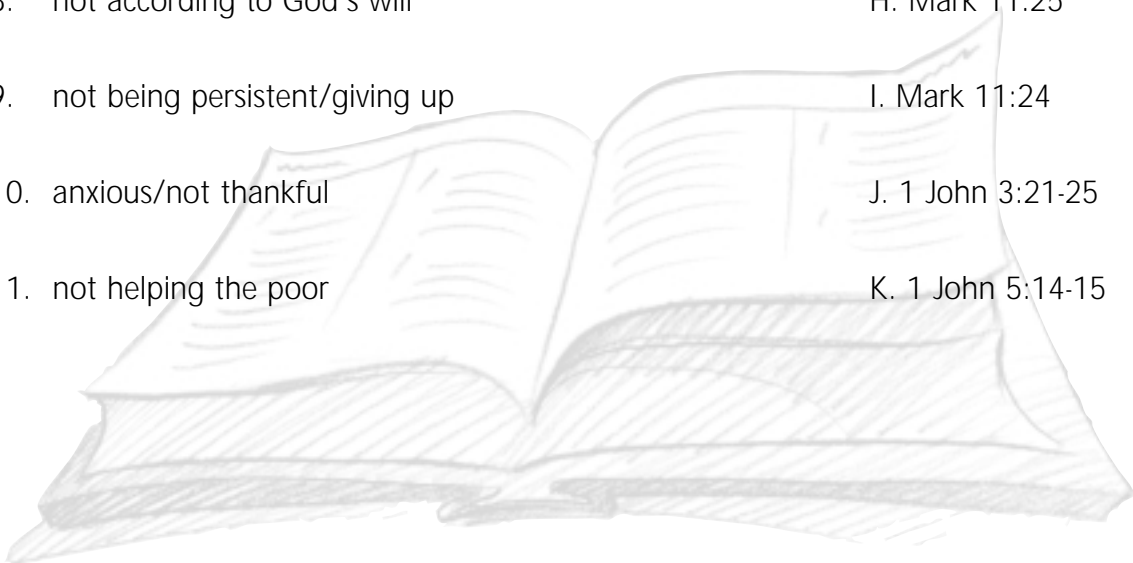 not according to God's will H. Mark 11:25
9. not being persistent/giving up I. Mark 11:24
0. anxious/not thankful J. 1 John 3:21-25
1. not helping the poor K. 1 John 5:14-15